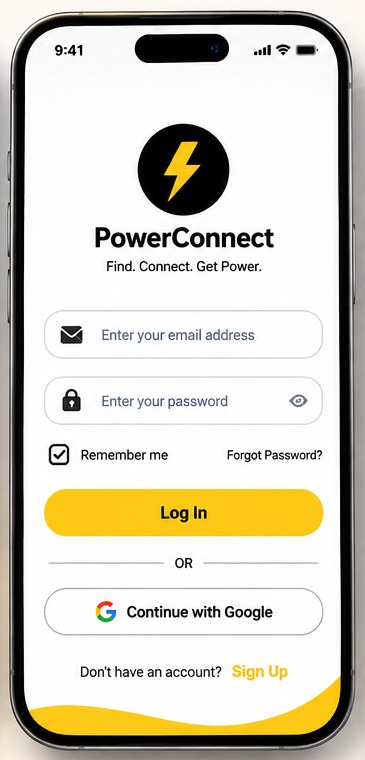 9:41
PowerConnect
Find. Connect. Get Power.
Enter your email address
Enter your password
Remember me Forgot Password?
Log In
OR
Continue with Google
Don't have an account? Sign Up